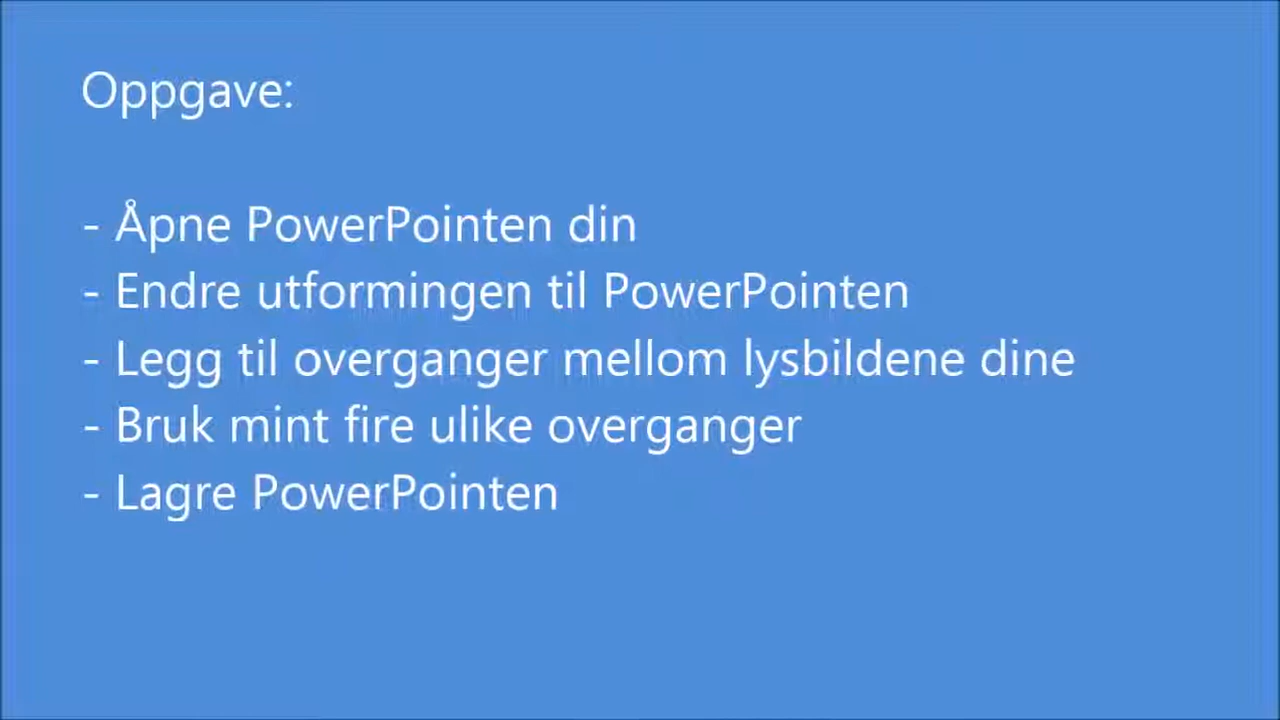 Oppgave:
- Åpne PowerPointen din
- Endre utformingen til PowerPointen
- Legg til overganger mellom lysbildene dine
- Bruk mint fire ulike overganger
- Lagre PowerPointen